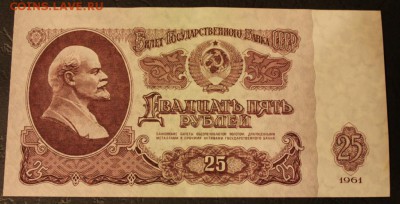 COINS.LAVE.RU
БИЛЕТ ГОСУДАРСТВЕННОГО БАНКА СССР
ДВАДЦАТЬ ПЯТЬ
РУБЛЕЙ
25
25
1961